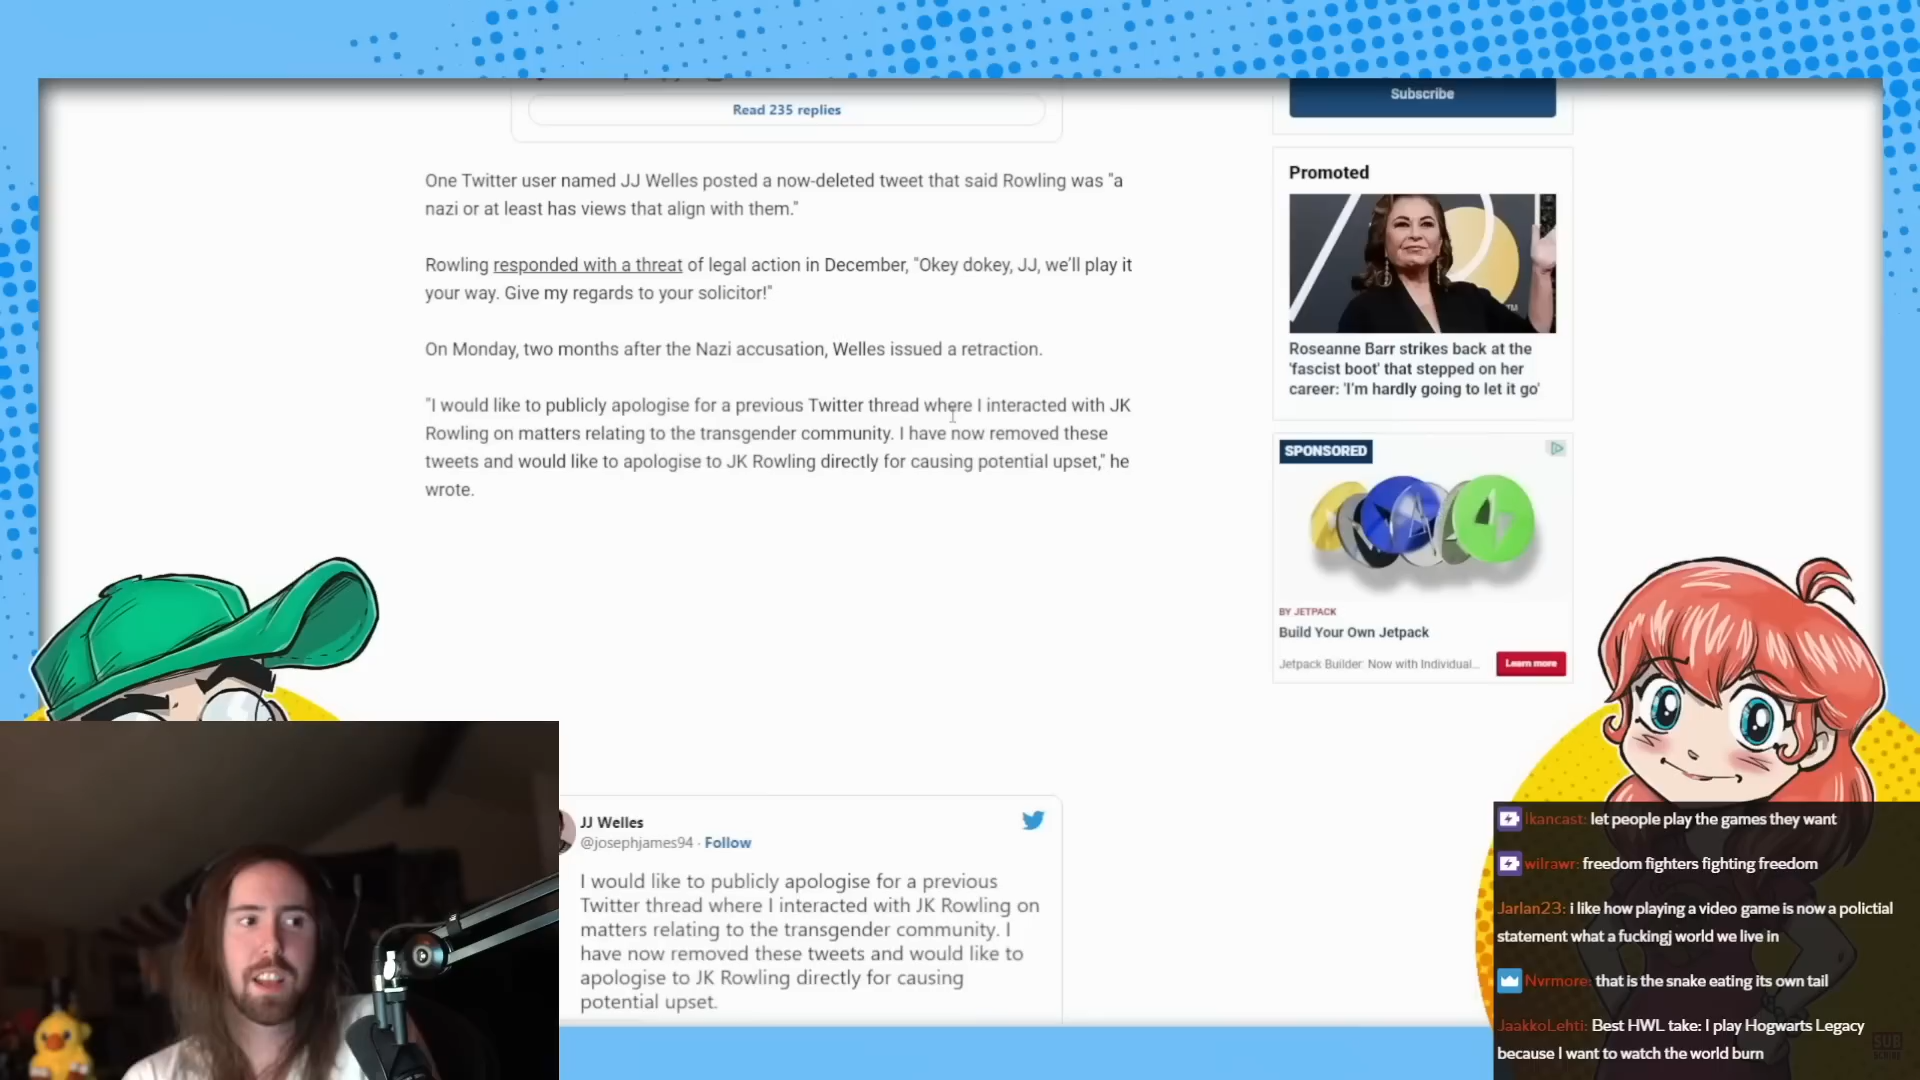 Read 235 replies
One Twitter user named JJ Welles posted a now-deleted tweet that said Rowling was "a
nazi or at least has views that align with them."
Rowling responded with a threat of legal action in December, "Okey dokey, JJ, we'll play it
your way. Give my regards to your solicitor!"
On Monday, two months after the Nazi accusation, Welles issued a retraction.
"I would like to publicly apologise for a previous Twitter thread where I interacted with JK
Rowling on matters relating to the transgender community. I have now removed these
tweets and would like to apologise to JK Rowling directly for causing potential upset," he
wrote.
JJ Welles
@josephjames94 · Follow
I would like to publicly apologise for a previous
Twitter thread where I interacted with JK Rowling on
matters relating to the transgender community. I
have now removed these tweets and would like to
apologise to JK Rowling directly for causing
potential upset.
Subscribe
Promoted
TM
Roseanne Barr strikes back at the
'fascist boot' that stepped on her
career: 'I'm hardly going to let it go'
SPONSORED
BY JETPACK
Build Your Own Jetpack
Jetpack Builder: Now with Individual...
Learn more
lkancast: let people play the games they want
wilrawr: freedom fighters fighting freedom
Jarlan23: i like how playing a video game is now a polictial
statement what a fuckingj world we live in
Nvrmore: that is the snake eating its own tail
JaakkoLehti: Best HWL take: I play Hogwarts Legacy
because I want to watch the world burn
SUB
SCRIBE